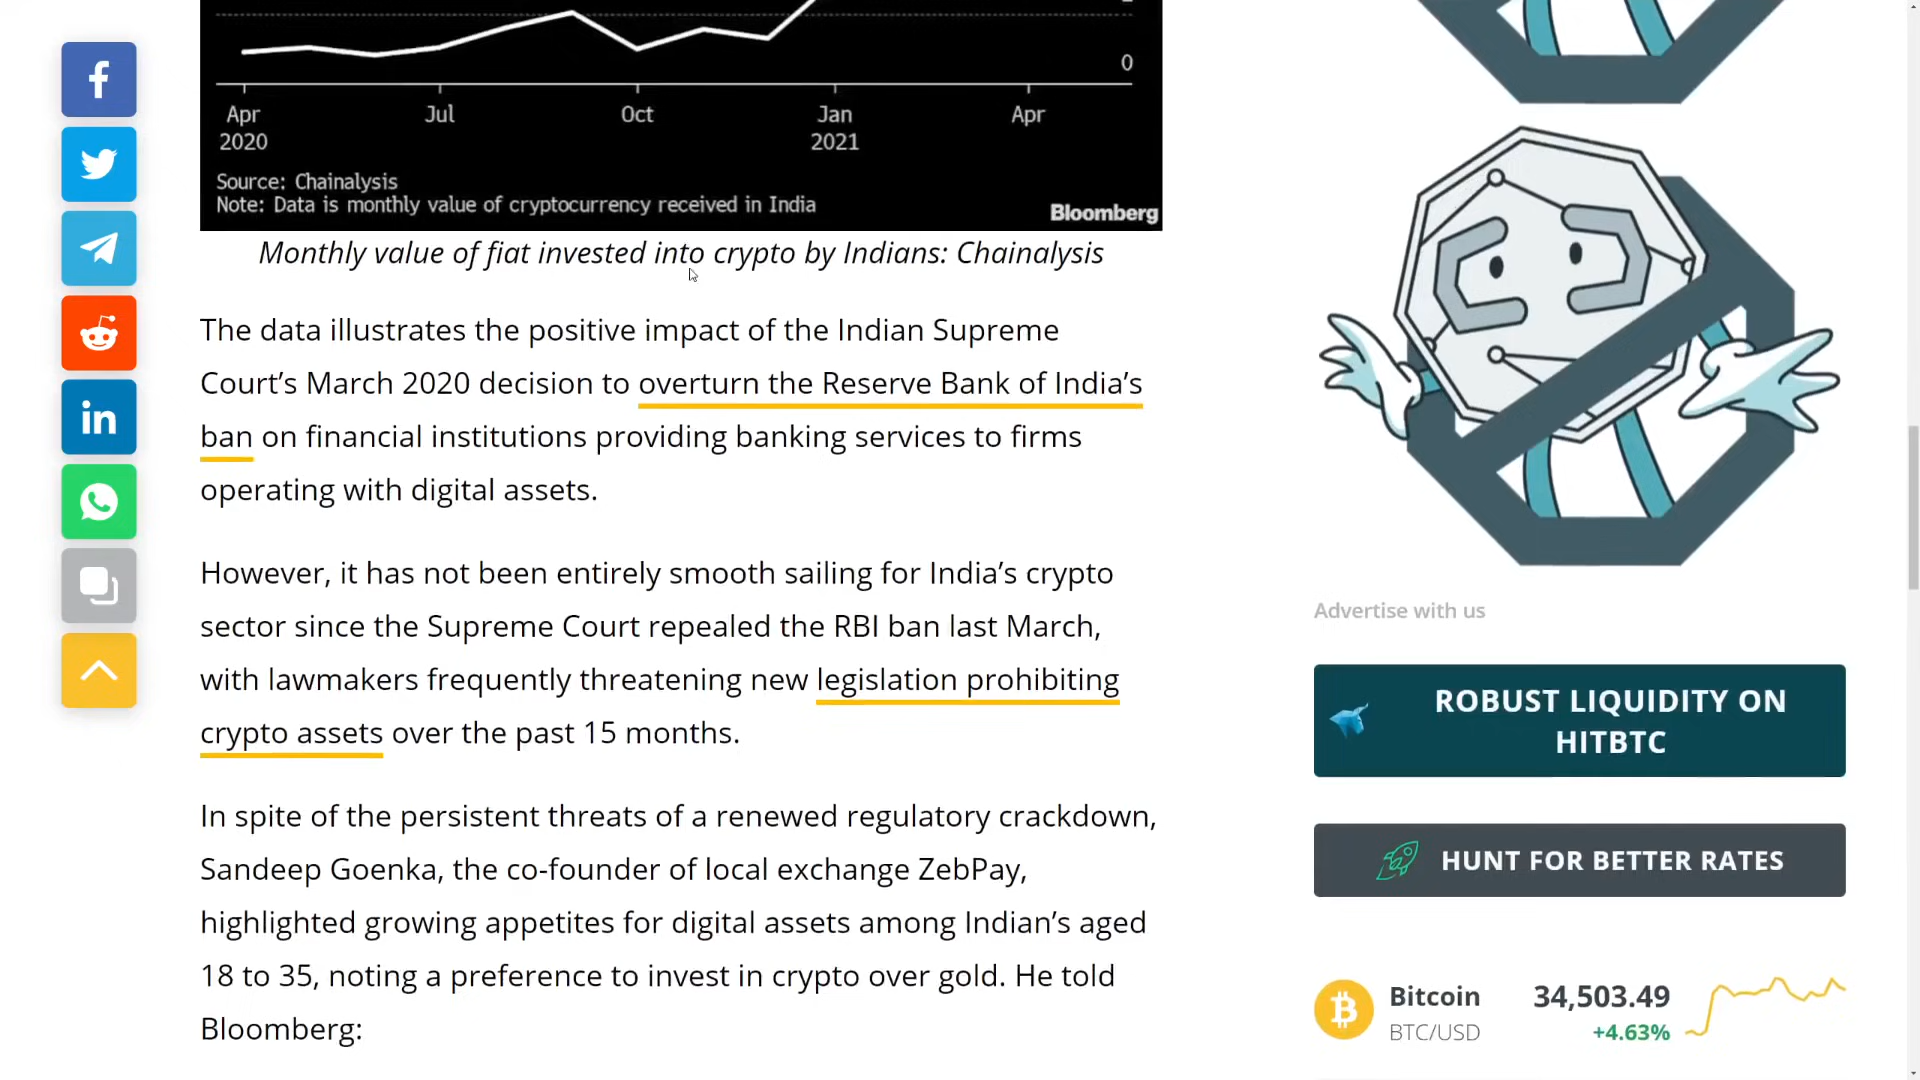 0
Apr Jul Oct Jan Apr
2020 2021
Source: Chainalysis
Note: Data is monthly value of cryptocurrency received in India
Bloomberg
Monthly value of fiat invested into crypto by Indians: Chainalysis
The data illustrates the positive impact of the Indian Supreme
Court’s March 2020 decision to overturn the Reserve Bank of India’s
ban on financial institutions providing banking services to firms
operating with digital assets.
However, it has not been entirely smooth sailing for India’s crypto
sector since the Supreme Court repealed the RBI ban last March,
with lawmakers frequently threatening new legislation prohibiting
crypto assets over the past 15 months.
In spite of the persistent threats of a renewed regulatory crackdown,
Sandeep Goenka, the co-founder of local exchange ZebPay,
highlighted growing appetites for digital assets among Indian’s aged
18 to 35, noting a preference to invest in crypto over gold. He told
Bloomberg:
Advertise with us
ROBUST LIQUIDITY ON
HITBTC
HUNT FOR BETTER RATES
Bitcoin 34,503.49
BTC/USD +4.63%